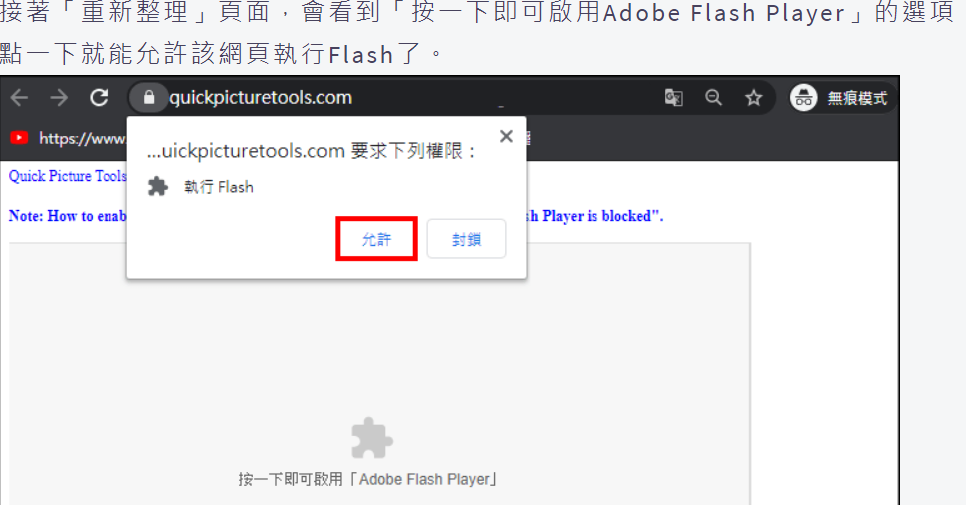 接著「重新整理」頁面，會看到「按一下即可啟用Adobe Flash Player」的選項
點一下就能允許該網頁執行Flash了。
quickpicturetools.com
無痕模式
https://www.
...uickpicturetools.com 要求下列權限：
Quick Picture Tools
執行 Flash
Note: How to enab
h Player is blocked".
允許
封鎖
按一下即可啟用「Adobe Flash Player」